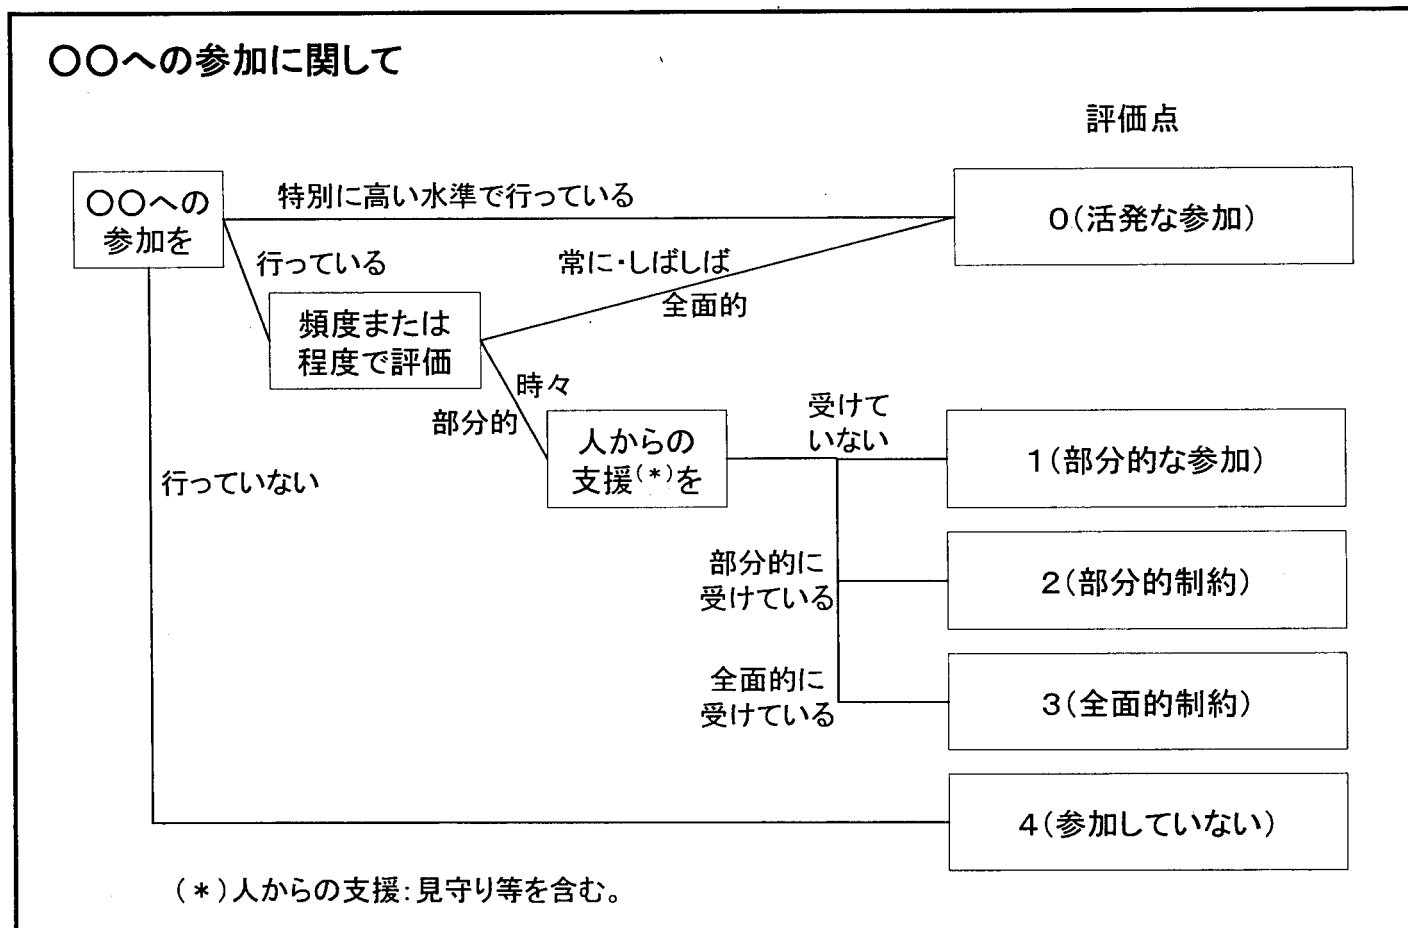 〇〇への参加に関して
評価点
〇〇への
参加を
特別に高い水準で行っている
0(活発な参加)
行っている
常に・しばしば
全面的
頻度または
程度で評価
時々
部分的
人からの
支援(*)を
受けて
いない
1(部分的な参加)
行っていない
部分的に
受けている
2(部分的制約)
全面的に
受けている
3(全面的制約)
4(参加していない)
(*)人からの支援:見守り等を含む。